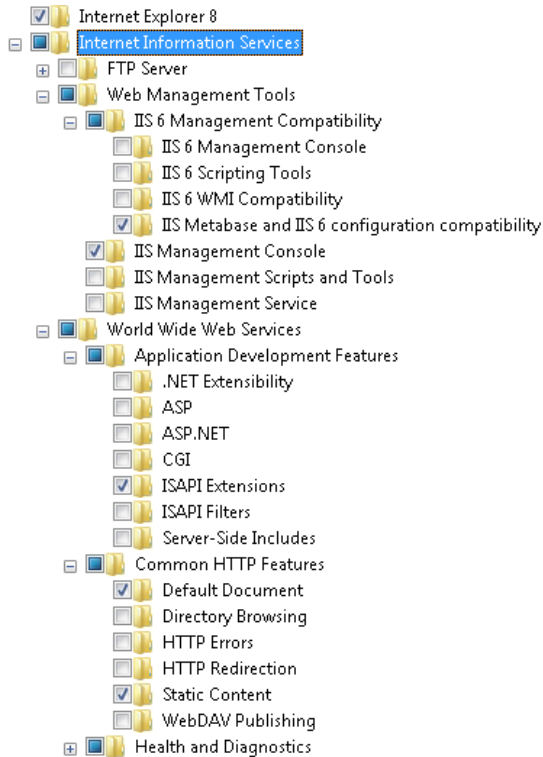 Internet Explorer 8
Internet Information Services
FTP Server
Web Management Tools
IIS 6 Management Compatibility
IIS 6 Management Console
IIS 6 Scripting Tools
IIS 6 WMI Compatibility
IIS Metabase and IIS 6 configuration compatibility
IIS Management Console
IIS Management Scripts and Tools
IIS Management Service
World Wide Web Services
Application Development Features
.NET Extensibility
ASP
ASP.NET
CGI
ISAPI Extensions
ISAPI Filters
Server-Side Includes
Common HTTP Features
Default Document
Directory Browsing
HTTP Errors
HTTP Redirection
Static Content
WebDAV Publishing
Health and Diagnostics